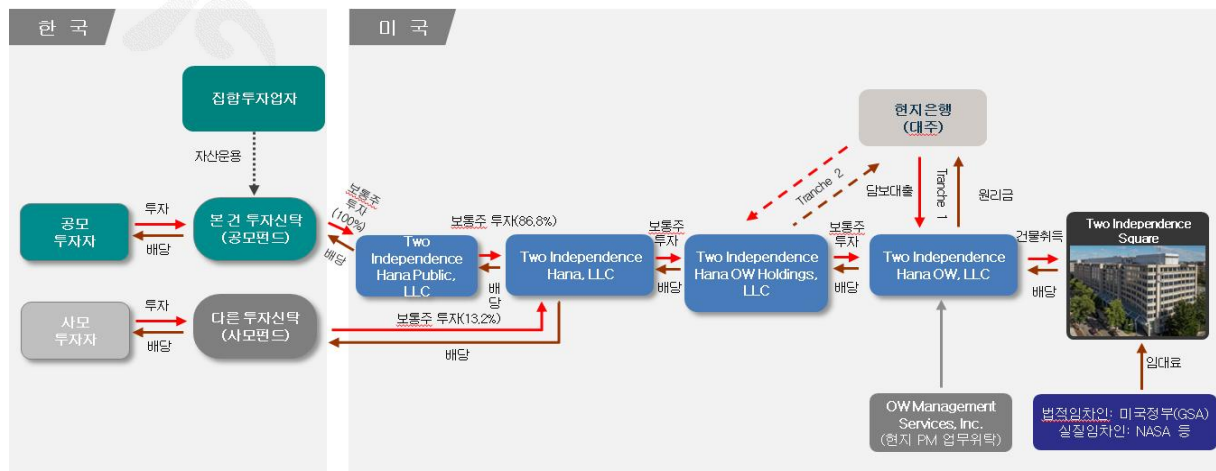 한 국
미 국
집합투자업자
자산운용
공모
투자자
투자
배당
본 건 투자신탁
(공모펀드)
보통주
투자
(100%)
배당
Two
Independence
Hana Public,
LLC
보통주 투자(86,8%)
배
당
Two Independence
Hana, LLC
보통주
투자
배당
Two Independence
Hana OW Holdings,
LLC
보통주
투자
배당
Two Independence
Hana OW, LLC
현지은행
(대주)
Tranche 2
담보대출
Tranche 1
원리금
건물취득
배당
Two Independence
Square
사모
투자자
투자
배당
다른 투자신탁
(사모펀드)
보통주 투자(13,2%)
배당
임대료
OW Management
Services, Inc.
(현지 PM 업무위탁)
법적임차인: 미국정부(GSA)
실질임차인: NASA 등